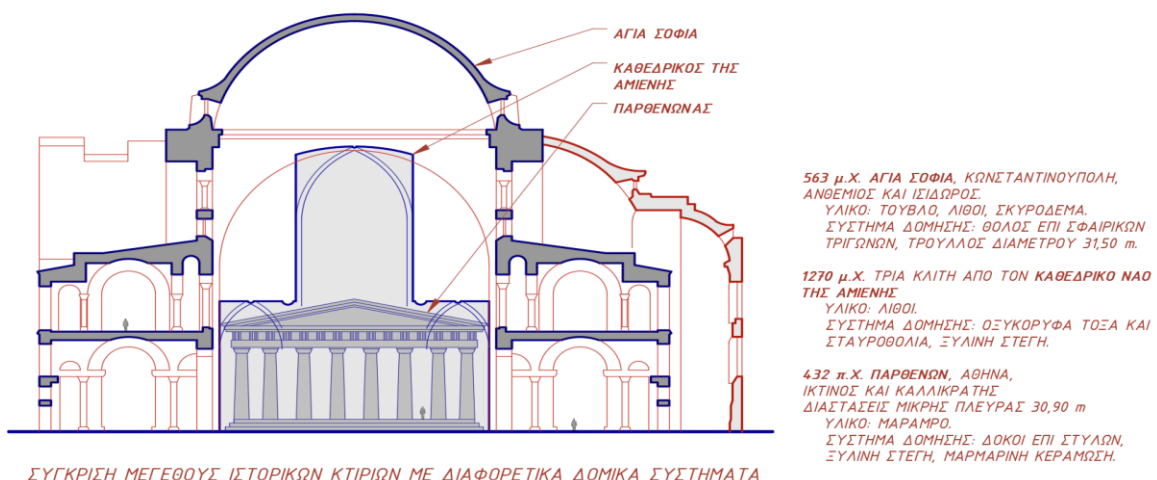 ΑΓΙΑ ΣΟΦΙΑ
ΚΑΘΕΔΡΙΚΟΣ ΤΗΣ
ΑΜΙΕΝΗΣ
ΠΑΡΘΕΝΩΝΑΣ
563 μ.Χ. ΑΓΙΑ ΣΟΦΙΑ, ΚΩΝΣΤΑΝΤΙΝΟΥΠΟΛΗ,
ΑΝΘΕΜΙΟΣ ΚΑΙ ΙΣΙΔΩΡΟΣ.
ΥΛΙΚΟ: ΤΟΥΒΛΟ, ΛΙΘΟΙ, ΣΚΥΡΟΔΕΜΑ.
ΣΥΣΤΗΜΑ ΔΟΜΗΣΗΣ: ΘΟΛΟΣ ΕΠΙ ΣΦΑΙΡΙΚΩΝ
ΤΡΙΓΩΝΩΝ, ΤΡΟΥΛΛΟΣ ΔΙΑΜΕΤΡΟΥ 31,50 m.
1270 μ.Χ. ΤΡΙΑ ΚΛΙΤΗ ΑΠΟ ΤΟΝ ΚΑΘΕΔΡΙΚΟ ΝΑΟ
ΤΗΣ ΑΜΙΕΝΗΣ
ΥΛΙΚΟ: ΛΙΘΟΙ.
ΣΥΣΤΗΜΑ ΔΟΜΗΣΗΣ: ΟΞΥΚΟΡΥΦΑ ΤΟΞΑ ΚΑΙ
ΣΤΑΥΡΟΘΟΛΙΑ, ΞΥΛΙΝΗ ΣΤΕΓΗ.
432 π.Χ. ΠΑΡΘΕΝΩΝ, ΑΘΗΝΑ,
ΙΚΤΙΝΟΣ ΚΑΙ ΚΑΛΛΙΚΡΑΤΗΣ
ΔΙΑΣΤΑΣΕΙΣ ΜΙΚΡΗΣ ΠΛΕΥΡΑΣ 30,90 m
ΥΛΙΚΟ: ΜΑΡΑΜΡΟ.
ΣΥΣΤΗΜΑ ΔΟΜΗΣΗΣ: ΔΟΚΟΙ ΕΠΙ ΣΤΥΛΩΝ,
ΞΥΛΙΝΗ ΣΤΕΓΗ, ΜΑΡΜΑΡΙΝΗ ΚΕΡΑΜΩΣΗ.
ΣΥΓΚΡΙΣΗ ΜΕΓΕΘΟΥΣ ΙΣΤΟΡΙΚΩΝ ΚΤΙΡΙΩΝ ΜΕ ΔΙΑΦΟΡΕΤΙΚΑ ΔΟΜΙΚΑ ΣΥΣΤΗΜΑΤΑ